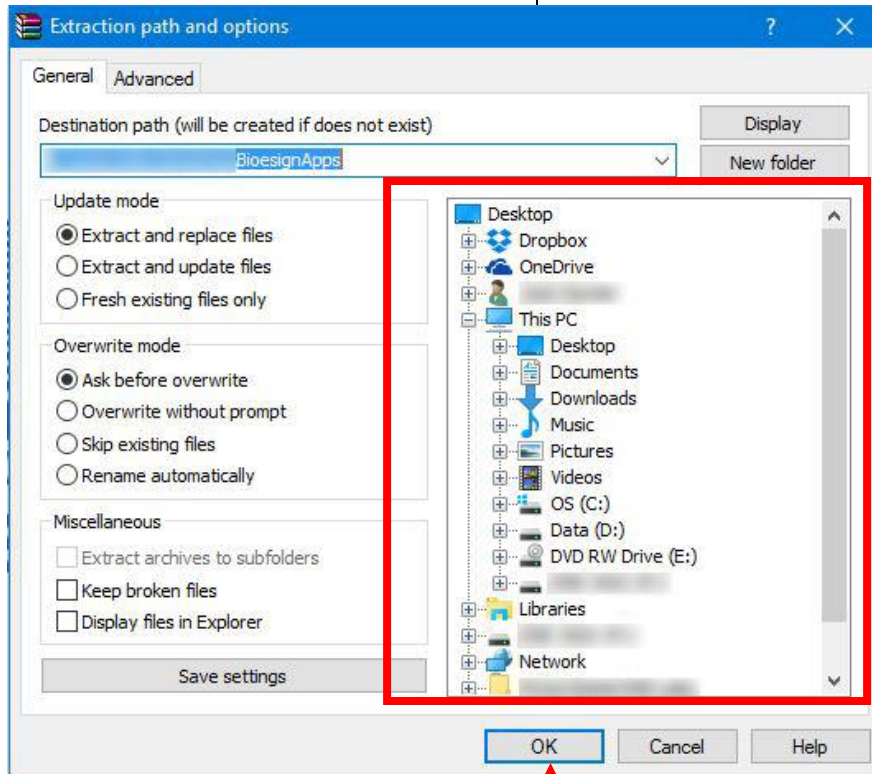 Extraction path and options
General Advanced
Destination path (will be created if does not exist)
Display
BioesignApps
New folder
Update mode
Extract and replace files
Extract and update files
Fresh existing files only
Overwrite mode
Ask before overwrite
Overwrite without prompt
Skip existing files
Rename automatically
Miscellaneous
Extract archives to subfolders
Keep broken files
Display files in Explorer
Save settings
Desktop
Dropbox
OneDrive
This PC
Desktop
Documents
Downloads
Music
Pictures
Videos
OS (C:)
Data (D:)
DVD RW Drive (E:)
Libraries
Network
OK Cancel Help